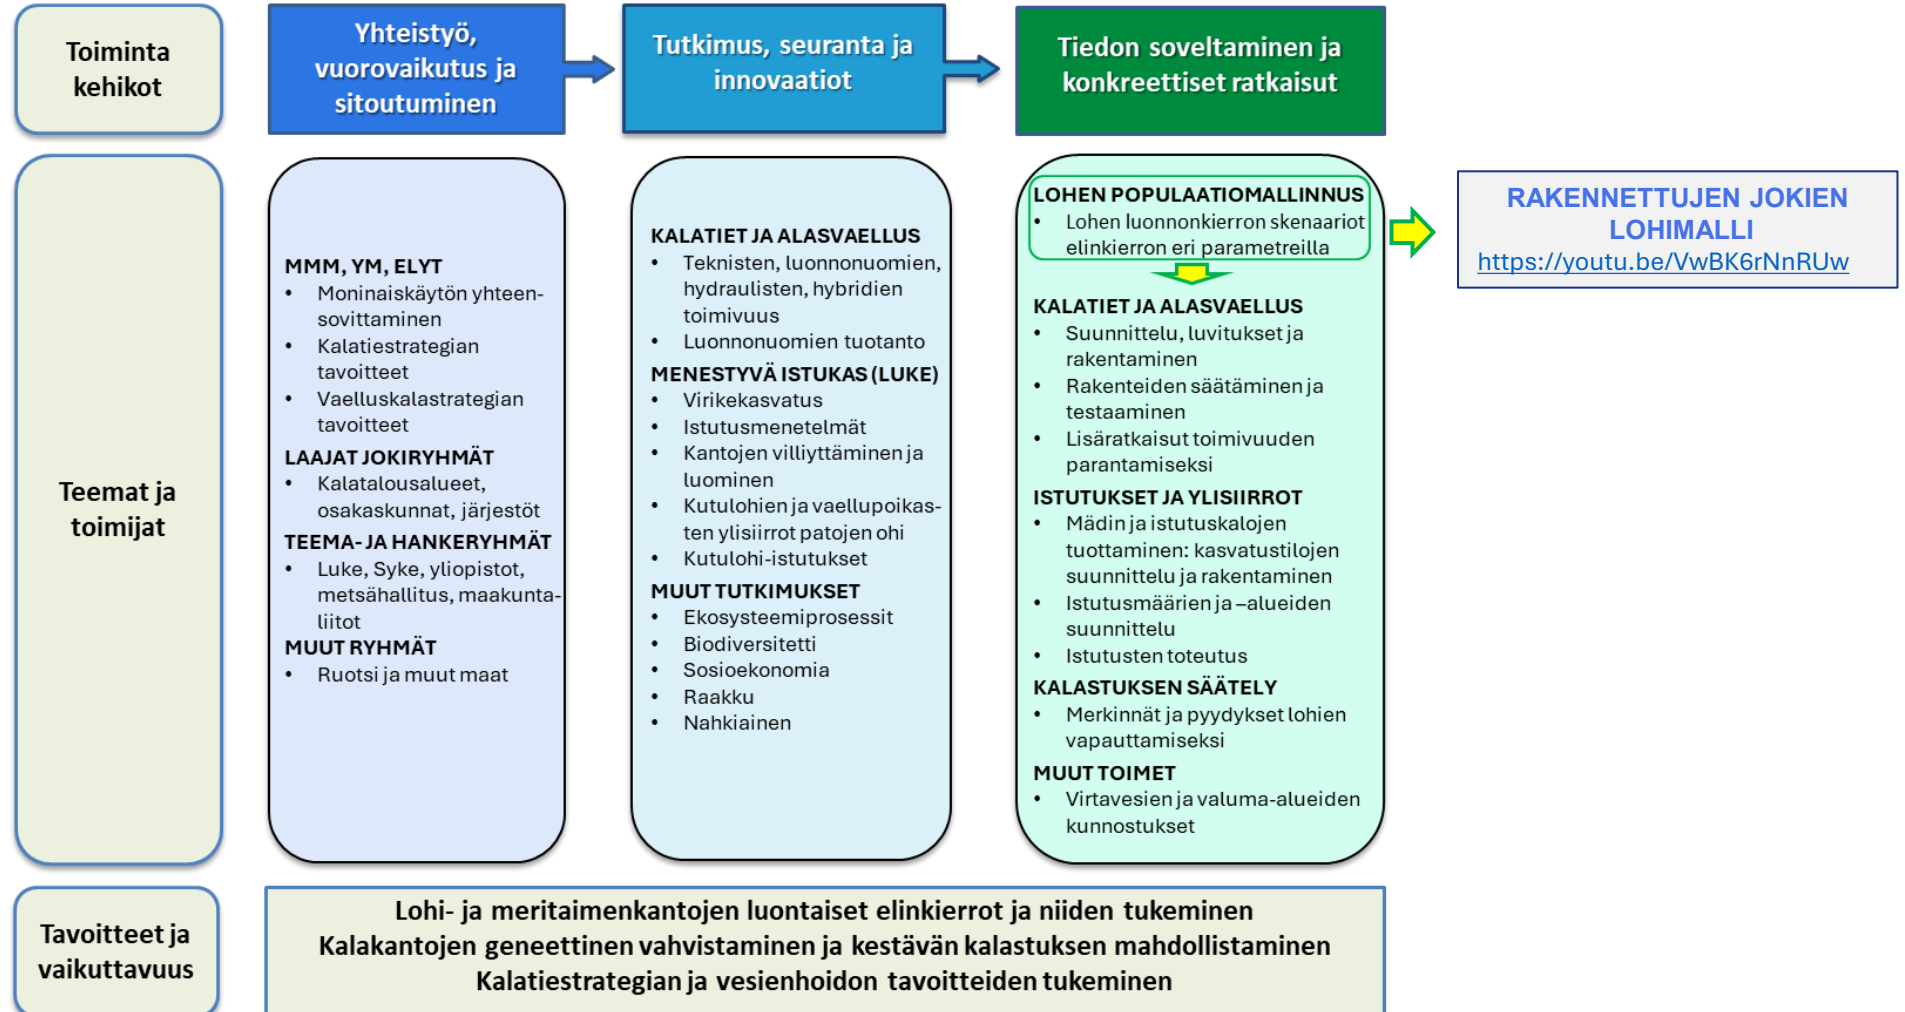 Toiminta
kehikot
Yhteistyö,
vuorovaikutus ja
sitoutuminen
Tutkimus, seuranta ja
innovaatiot
Tiedon soveltaminen ja
konkreettiset ratkaisut
Teemat ja
toimijat
MMM, YM, ELYT
• Moninaiskäytön yhteen-
sovittaminen
• Kalatiestrategian
tavoitteet
• Vaelluskalastrategian
tavoitteet
LAAJAT JOKIRYHMÄT
• Kalatalousalueet,
osakaskunnat, järjestöt
TEEMA- JA HANKERYHMÄT
• Luke, Syke, yliopistot,
metsähallitus, maakunta-
liitot
MUUT RYHMÄT
• Ruotsi ja muut maat
KALATIET JA ALASVAELLUS
• Teknisten, luonnonuomien,
hydraulisten, hybridien
toimivuus
• Luonnonuomien tuotanto
MENESTYVÄ ISTUKAS (LUKE)
• Virikekasvatus
• Istutusmenetelmät
• Kantojen villiyttäminen ja
luominen
• Kutulohien ja vaellupoikas-
ten ylisiirrot patojen ohi
• Kutulohi-istutukset
MUUT TUTKIMUKSET
• Ekosysteemiprosessit
• Biodiversitetti
• Sosioekonomia
• Raakku
• Nahkiainen
LOHEN POPULAATIOMALLINNUS
• Lohen luonnonkierron skenaariot
elinkierron eri parametreilla
KALATIET JA ALASVAELLUS
• Suunnittelu, luvitukset ja
rakentaminen
• Rakenteiden säätäminen ja
testaaminen
• Lisäratkaisut toimivuuden
parantamiseksi
ISTUTUKSET JA YLISIIRROT
• Mädin ja istutuskalojen
tuottaminen: kasvatustilojen
suunnittelu ja rakentaminen
• Istutusmäärien ja –alueiden
suunnittelu
• Istutusten toteutus
KALASTUKSEN SÄÄTELY
• Merkinnät ja pyydykset lohien
vapauttamiseksi
MUUT TOIMET
• Virtavesien ja valuma-alueiden
kunnostukset
RAKENNETTUJEN JOKIEN
LOHIMALLI
https://youtu.be/VwBK6rNnRUw
Tavoitteet ja
vaikuttavuus
Lohi- ja meritaimenkantojen luontaiset elinkierrot ja niiden tukeminen
Kalakantojen geneettinen vahvistaminen ja kestävän kalastuksen mahdollistaminen
Kalatiestrategian ja vesienhoidon tavoitteiden tukeminen